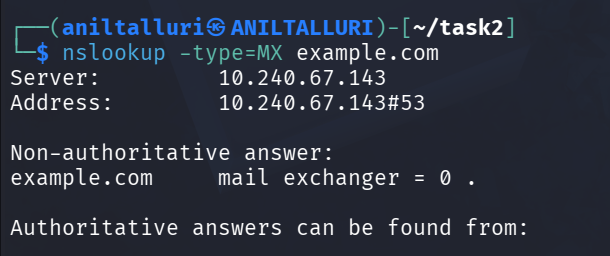 ┌──(aniltalluri㉿ANILTALLURI)-[~/task2]
└─$ nslookup -type=MX example.com
Server:         10.240.67.143
Address:        10.240.67.143#53

Non-authoritative answer:
example.com     mail exchanger = 0 .

Authoritative answers can be found from: